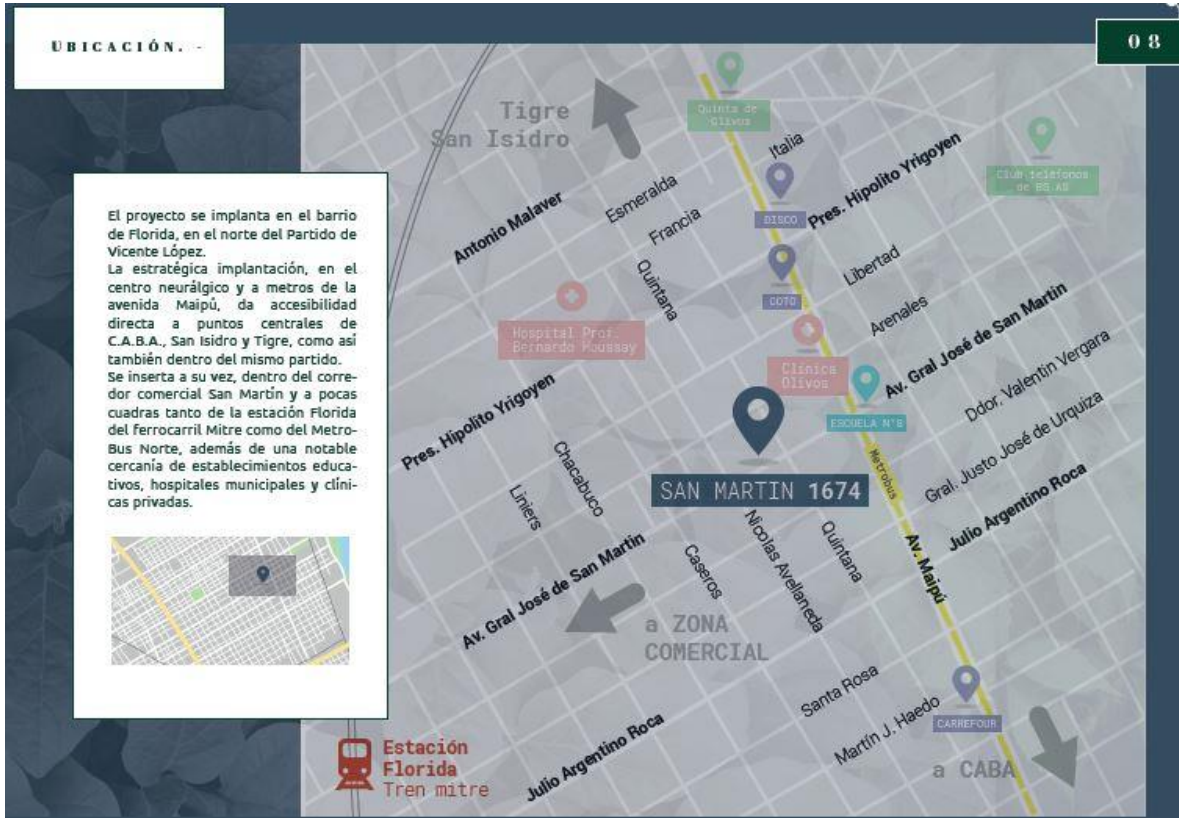 UBICACIÓN. -
08
El proyecto se implanta en el barrio
de Florida, en el norte del Partido de
Vicente López.
La estratégica implantación, en el
centro neurálgico y a metros de la
avenida Maipú, da accesibilidad
directa a puntos centrales de
C.A.B.A., San Isidro y Tigre, como así
también dentro del mismo partido.
Se inserta a su vez, dentro del corre-
dor comercial San Martín y a pocas
cuadras tanto de la estación Florida
del ferrocarril Mitre como del Metro-
Bus Norte, además de una notable
cercanía de establecimientos educa-
tivos, hospitales municipales y clíni-
cas privadas.
Tigre
San Isidro
Quinta de
Olivos
Italia
Club teléfonos
de BS.AS
Pres. Hipolito Yrigoyen
Esmeralda
Antonio Malaver
Francia
DISCO
Quintana
Libertad
COTO
Arenales
Hospital Prof.
Bernardo Houssay
Av. Gral José de San Martin
Clínica
Olivos
Ddor. Valentin Vergara
ESCUELA N°8
Pres. Hipolito Yrigoyen
Gral. Justo José de Urquiza
Metrobus
SAN MARTIN 1674
Chacabuco
Liniers
Julio Argentino Roca
Nicolas Avellaneda
Quintana
Av. Maipú
Caseros
Av. Gral José de San Martin
a ZONA
COMERCIAL
Santa Rosa
Martín J. Haedo
CARREFOUR
Estación
Florida
Tren mitre
Julio Argentino Roca
a CABA